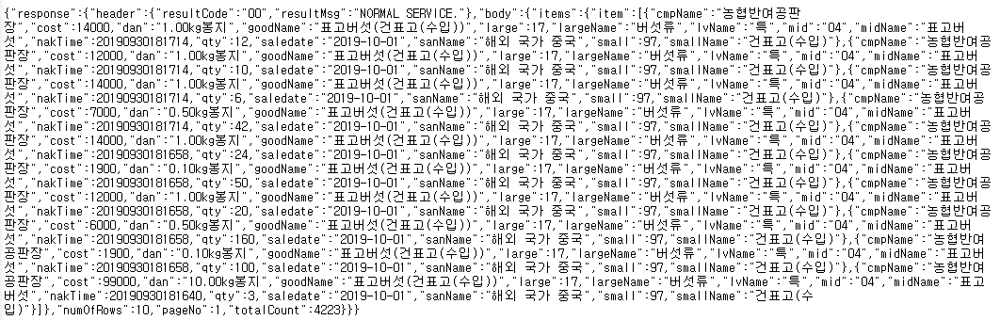 {"response":{"header":{"resultCode":"00","resultMsg":"NORMAL SERVICE."},"body":{"items":{"item":[{"cmpName":"농협반여공판
장","cost":14000,"dan":"1.00kg봉지","goodName":"표고버섯(건표고(수입))","large":17,"largeName":"버섯류","lvName":"특","mid":"04","midName":"표고버
섯","nakTime":20190930181714,"qty":12,"saledate":"2019-10-01","sanName":"해외 국가 중국","small":97,"smallName":"건표고(수입)"},{"cmpName":"농협반여공
판장","cost":12000,"dan":"1.00kg봉지","goodName":"표고버섯(건표고(수입))","large":17,"largeName":"버섯류","lvName":"특","mid":"04","midName":"표고버
섯","nakTime":20190930181714,"qty":10,"saledate":"2019-10-01","sanName":"해외 국가 중국","small":97,"smallName":"건표고(수입)"},{"cmpName":"농협반여공
판장","cost":14000,"dan":"1.00kg봉지","goodName":"표고버섯(건표고(수입))","large":17,"largeName":"버섯류","lvName":"특","mid":"04","midName":"표고버
섯","nakTime":20190930181714,"qty":6,"saledate":"2019-10-01","sanName":"해외 국가 중국","small":97,"smallName":"건표고(수입)"},{"cmpName":"농협반여공
판장","cost":7000,"dan":"0.50kg봉지","goodName":"표고버섯(건표고(수입))","large":17,"largeName":"버섯류","lvName":"특","mid":"04","midName":"표고버
섯","nakTime":20190930181714,"qty":42,"saledate":"2019-10-01","sanName":"해외 국가 중국","small":97,"smallName":"건표고(수입)"},{"cmpName":"농협반여공
판장","cost":14000,"dan":"1.00kg봉지","goodName":"표고버섯(건표고(수입))","large":17,"largeName":"버섯류","lvName":"특","mid":"04","midName":"표고버
섯","nakTime":20190930181658,"qty":24,"saledate":"2019-10-01","sanName":"해외 국가 중국","small":97,"smallName":"건표고(수입)"},{"cmpName":"농협반여공
판장","cost":1900,"dan":"0.10kg봉지","goodName":"표고버섯(건표고(수입))","large":17,"largeName":"버섯류","lvName":"특","mid":"04","midName":"표고버
섯","nakTime":20190930181658,"qty":50,"saledate":"2019-10-01","sanName":"해외 국가 중국","small":97,"smallName":"건표고(수입)"},{"cmpName":"농협반여공
판장","cost":12000,"dan":"1.00kg봉지","goodName":"표고버섯(건표고(수입))","large":17,"largeName":"버섯류","lvName":"특","mid":"04","midName":"표고버
섯","nakTime":20190930181658,"qty":20,"saledate":"2019-10-01","sanName":"해외 국가 중국","small":97,"smallName":"건표고(수입)"},{"cmpName":"농협반여공
판장","cost":6000,"dan":"0.50kg봉지","goodName":"표고버섯(건표고(수입))","large":17,"largeName":"버섯류","lvName":"특","mid":"04","midName":"표고버
섯","nakTime":20190930181658,"qty":160,"saledate":"2019-10-01","sanName":"해외 국가 중국","small":97,"smallName":"건표고(수입)"},{"cmpName":"농협반여
공판장","cost":1900,"dan":"0.10kg봉지","goodName":"표고버섯(건표고(수입))","large":17,"largeName":"버섯류","lvName":"특","mid":"04","midName":"표고버
섯","nakTime":20190930181658,"qty":100,"saledate":"2019-10-01","sanName":"해외 국가 중국","small":97,"smallName":"건표고(수입)"},{"cmpName":"농협반여
공판장","cost":99000,"dan":"10.00kg봉지","goodName":"표고버섯(건표고(수입))","large":17,"largeName":"버섯류","lvName":"특","mid":"04","midName":"표고
버섯","nakTime":20190930181640,"qty":3,"saledate":"2019-10-01","sanName":"해외 국가 중국","small":97,"smallName":"건표고(수
입)"}]},"numOfRows":10,"pageNo":1,"totalCount":4223}}}